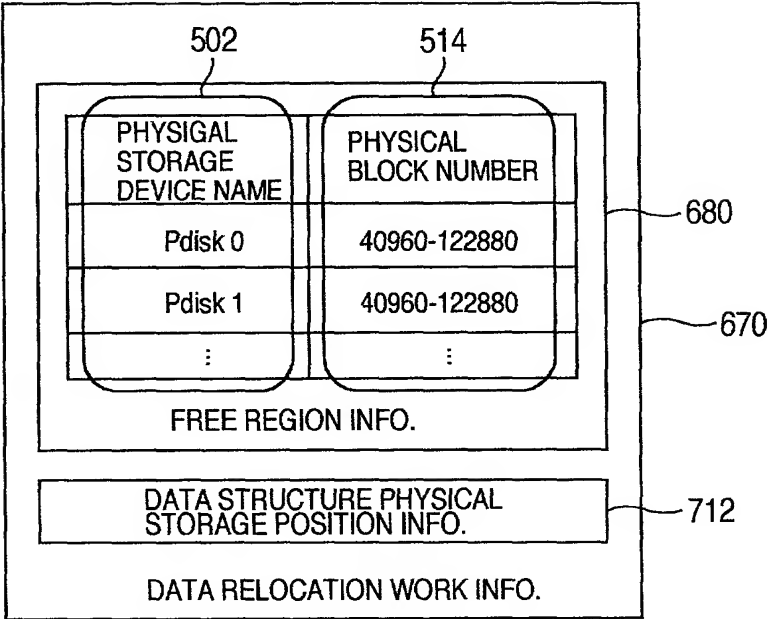 502
514
PHYSIGAL
STORAGE
DEVICE NAME
PHYSICAL
BLOCK NUMBER
680
Pdisk 0
40960-122880
Pdisk 1
40960-122880
670
⋮
⋮
FREE REGION INFO.
DATA STRUCTURE PHYSICAL
STORAGE POSITION INFO.
712
DATA RELOCATION WORK INFO.